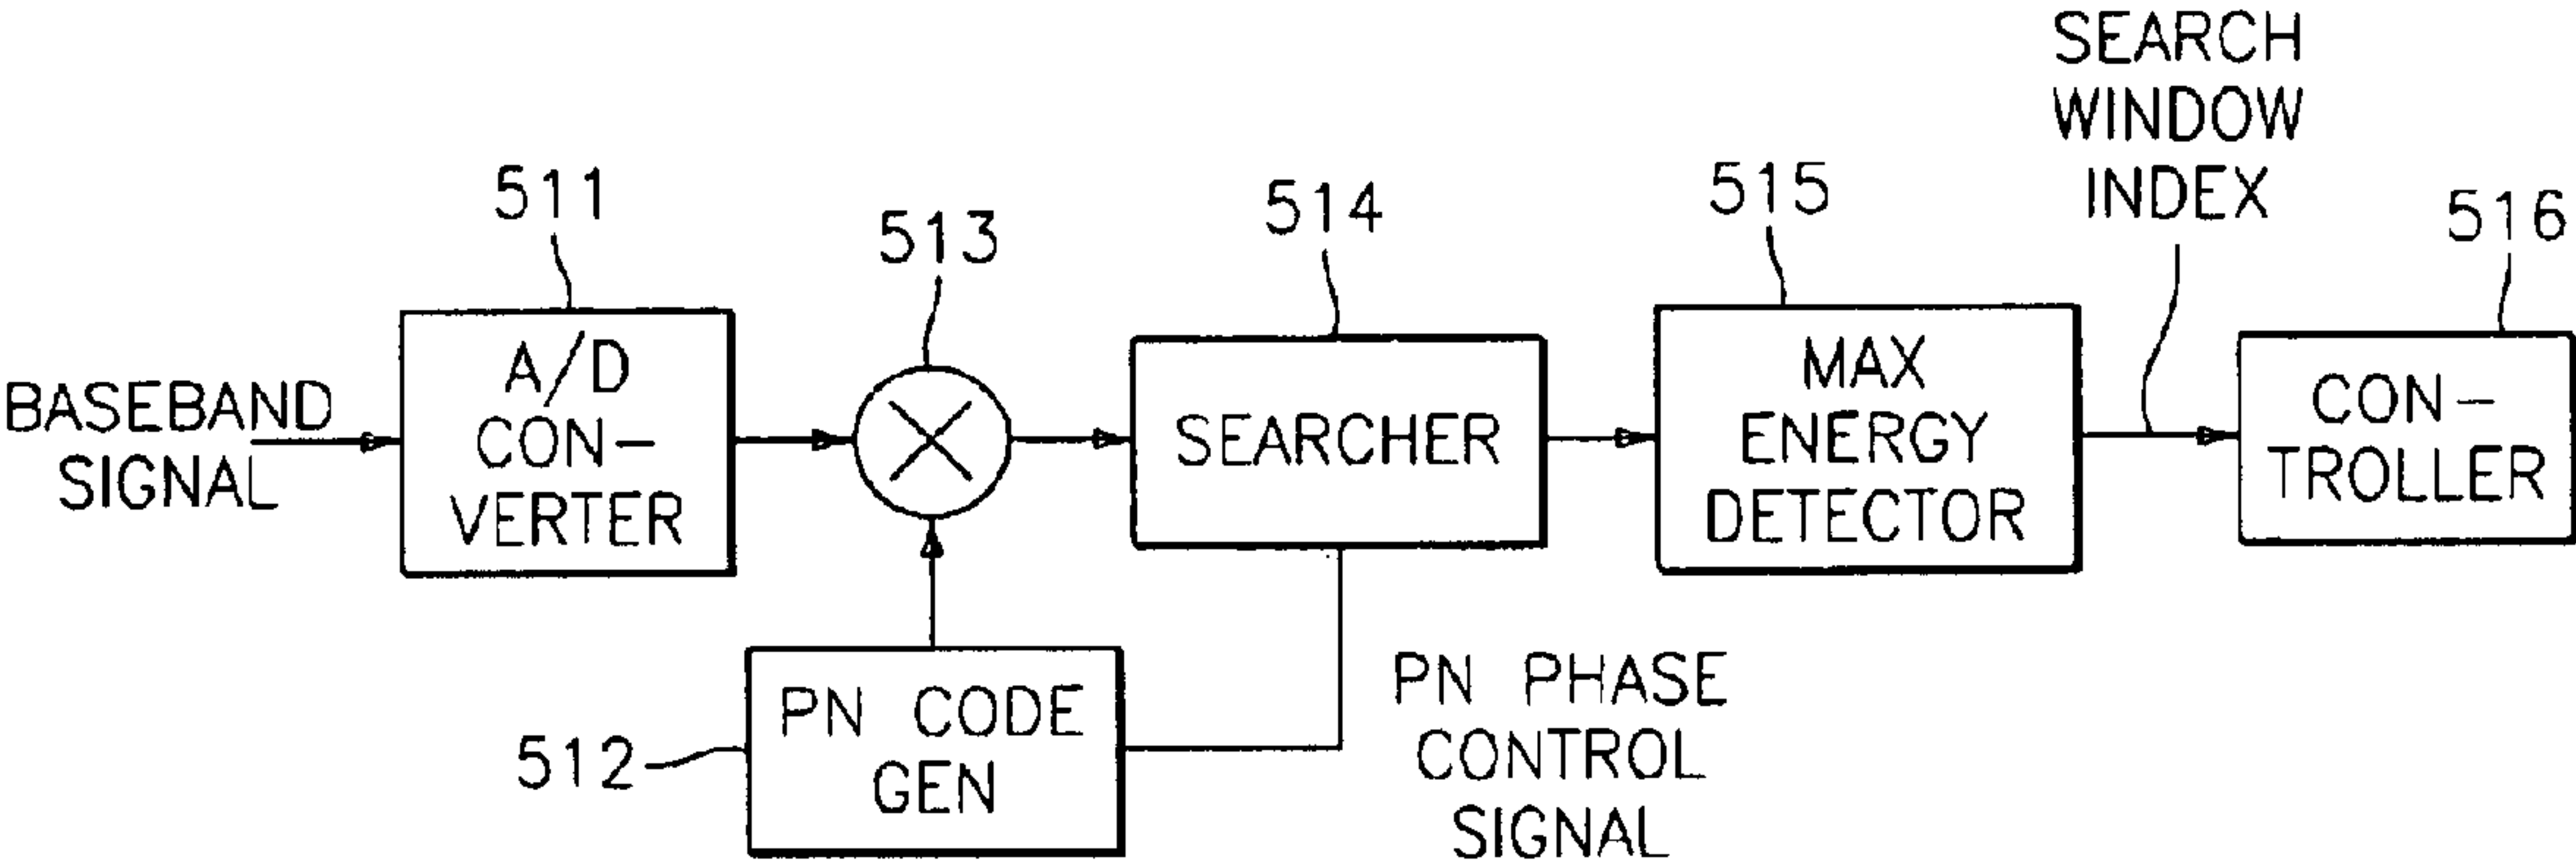 SEARCH
WINDOW
INDEX
511
513
514
515
516
BASEBAND
SIGNAL
A/D
CON-
VERTER
SEARCHER
MAX
ENERGY
DETECTOR
CON-
TROLLER
512
PN CODE
GEN
PN PHASE
CONTROL
SIGNAL